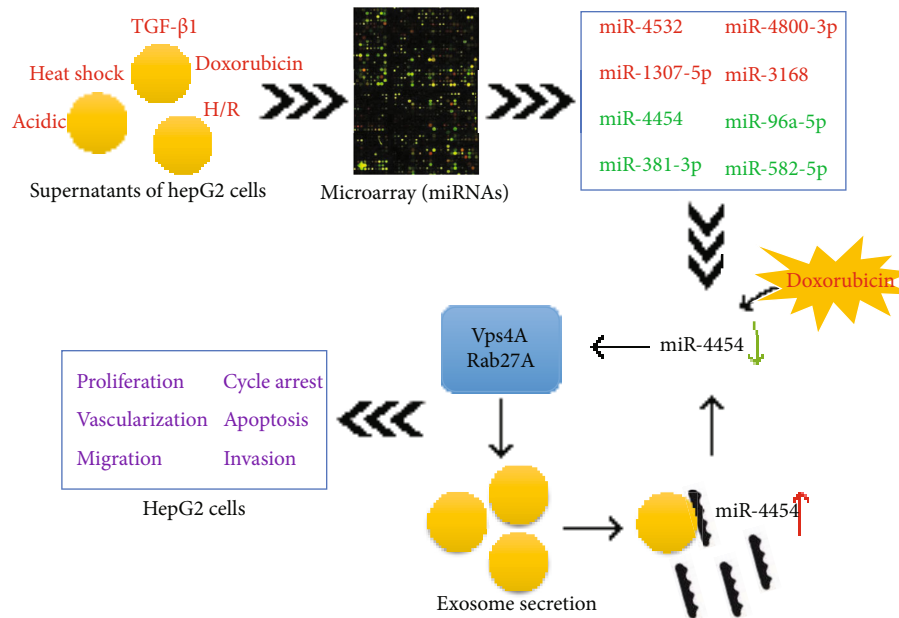 TGF-β1
Heat shock
Doxorubicin
Acidic
H/R
Supernatants of hepG2 cells
Microarray (miRNAs)
miR-4532
miR-4800-3p
miR-1307-5p
miR-3168
miR-4454
miR-96a-5p
miR-381-3p
miR-582-5p
Doxorubicin
miR-4454
Vps4A
Rab27A
Proliferation
Cycle arrest
Vascularization
Apoptosis
Migration
Invasion
HepG2 cells
miR-4454
Exosome secretion